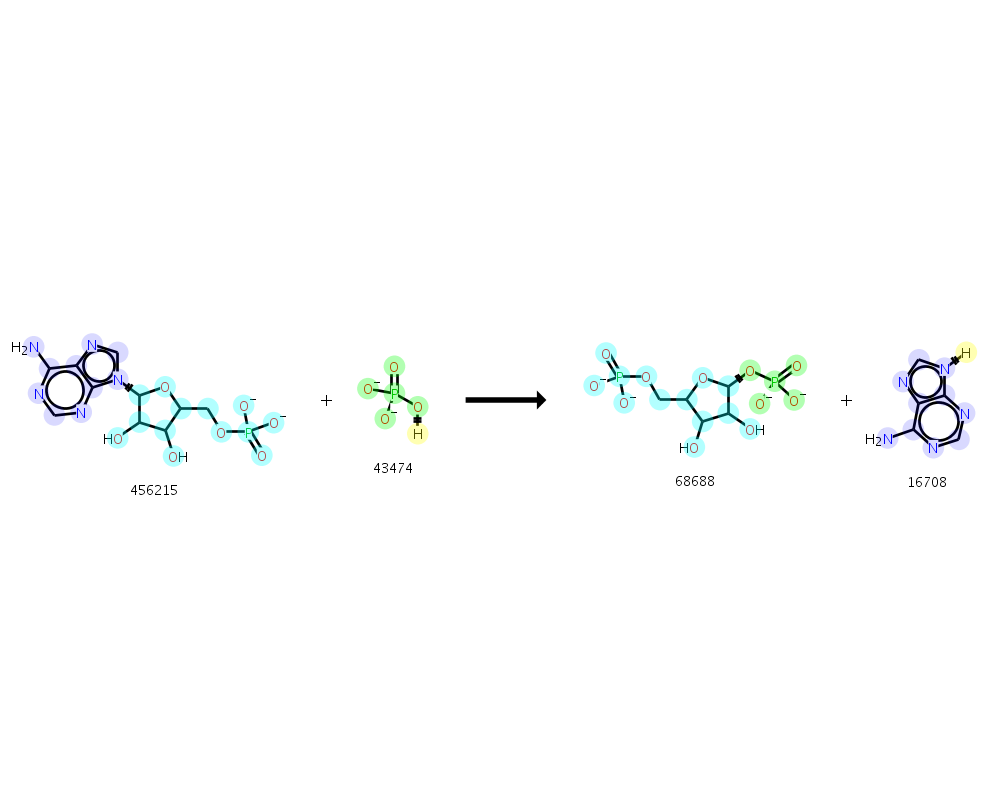 H2N N N N N O HO OH O P O− O− O
456215
+
O O− P O O− H
43474
O O− P O O− O HO OH O P O O− O−
68688
+
H N N N N H2N
16708